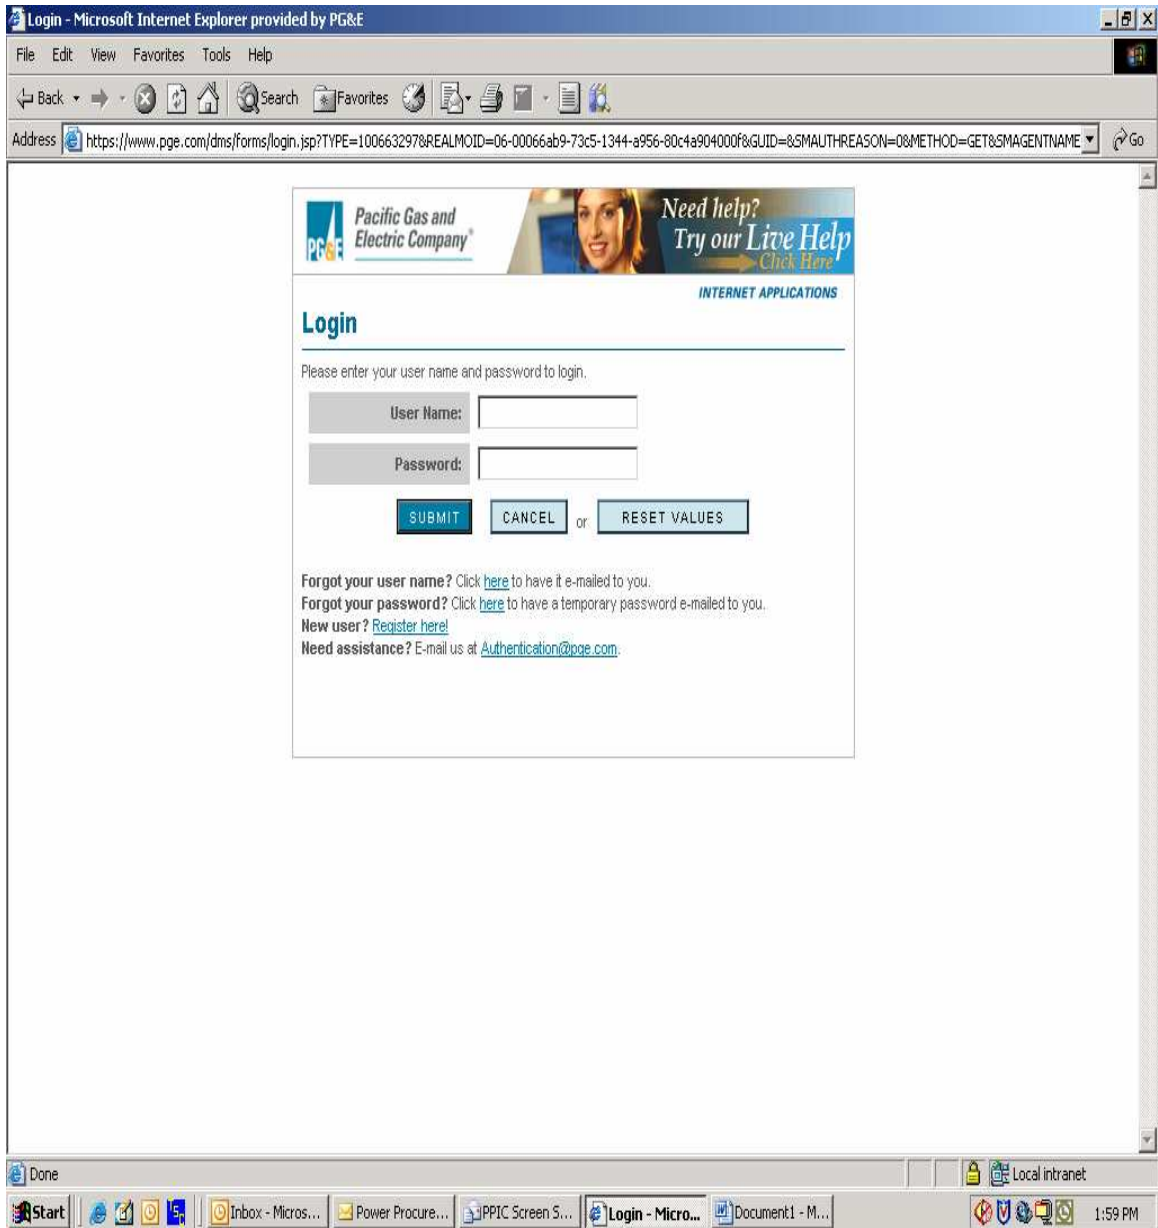 Login - Microsoft Internet Explorer provided by PG&E
File Edit View Favorites Tools Help
Back Search Favorites
Address https://www.pge.com/dms/forms/login.jsp?TYPE=100663297&REALMOID=06-00066ab9-73c5-1344-a956-80c4a904000f&GUID=&SMAUTHREASON=0&METHOD=GET&SMAGENTNAME Go
Pacific Gas and
Electric Company®
PG&E
Need help?
Try our Live Help
Click Here
INTERNET APPLICATIONS
Login
Please enter your user name and password to login.
User Name:
Password:
SUBMIT CANCEL or RESET VALUES
Forgot your user name? Click here to have it e-mailed to you.
Forgot your password? Click here to have a temporary password e-mailed to you.
New user? Register here!
Need assistance? E-mail us at Authentication@pge.com.
Done Local intranet
Start Inbox - Micros... Power Procure... PPIC Screen S... Login - Micro... Document1 - M... 1:59 PM